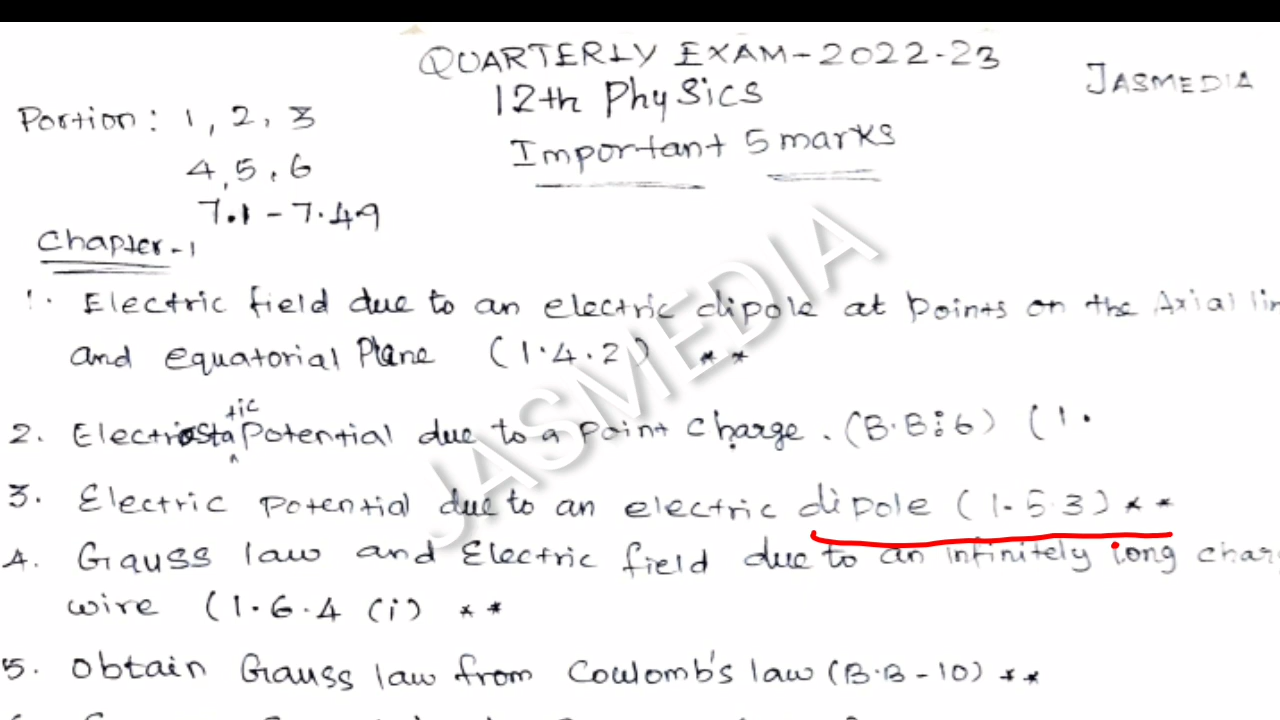 QUARTERLY EXAM-2022-23
JASMEDIA
12th Physics
Portion: 1, 2, 3
Important 5 marks
4, 5, 6
7.1 - 7.49
Chapter-1
1. Electric field due to an electric dipole at points on the Axial lin
and equatorial Plane (1.4.2) **
2. Electrostatic Potential due to a point charge. (B.B:6) (1.
3. Electric Potential due to an electric dipole (1.5.3) **
4. Gauss law and Electric field due to an infinitely long charg
wire (1.6.4 (i) **
5. Obtain Gauss law from Coulomb's law (B.B-10) **
JASMEDIA